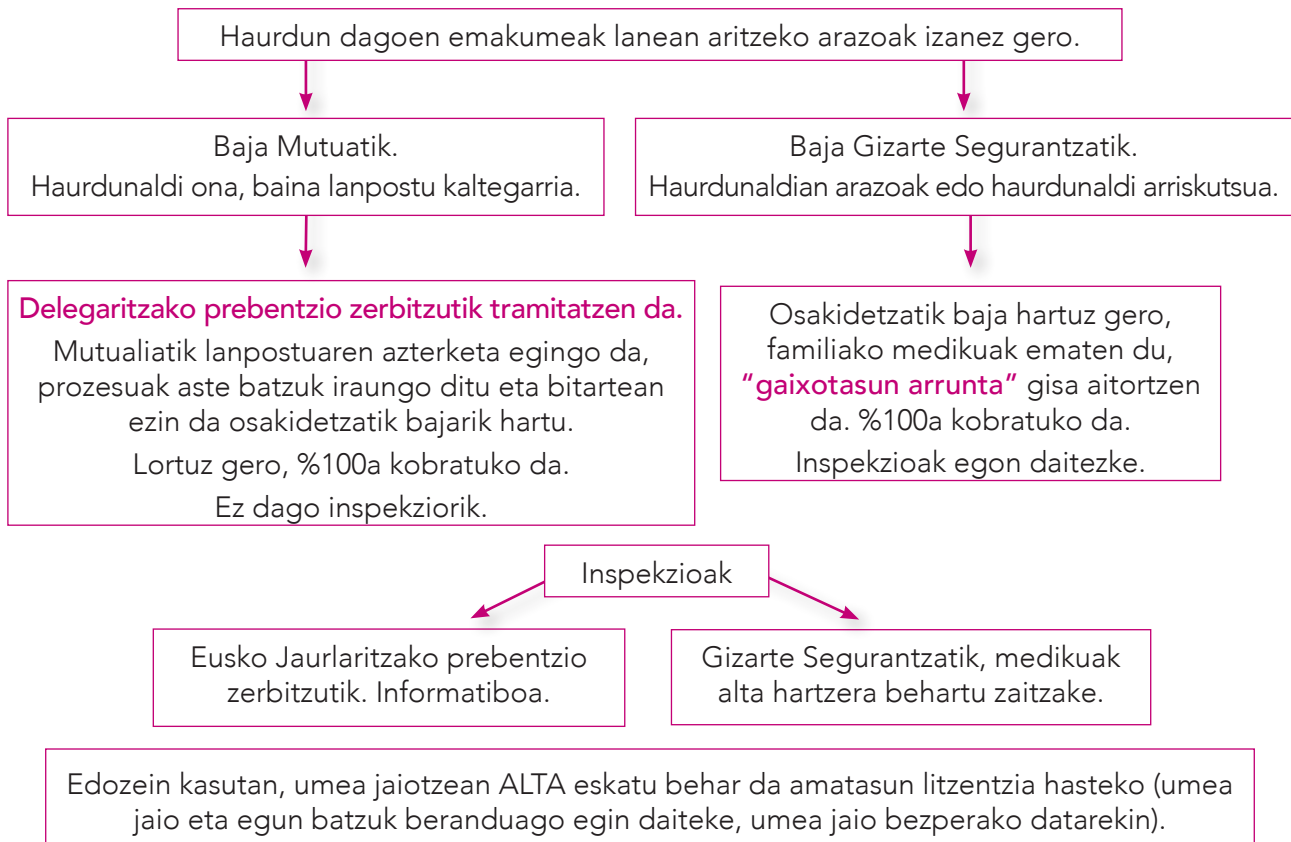 Haurdun dagoen emakumeak lanean aritzeko arazoak izanez gero.
Baja Mutuatik.
Haurdunaldi ona, baina lanpostu kaltegarria.
Baja Gizarte Segurantzatik.
Haurdunaldian arazoak edo haurdunaldi arriskutsua.
Delegaritzako prebentzio zerbitzutik tramitatzen da.
Mutualiatik lanpostuaren azterketa egingo da,
prozesuak aste batzuk iraungo ditu eta bitartean
ezin da osakidetzatik bajarik hartu.
Lortuz gero, %100a kobratuko da.
Ez dago inspekziorik.
Osakidetzatik baja hartuz gero,
familiako medikuak ematen du,
"gaixotasun arrunta" gisa aitortzen
da. %100a kobratuko da.
Inspekzioak egon daitezke.
Inspekzioak
Eusko Jaurlaritzako prebentzio
zerbitzutik. Informatiboa.
Gizarte Segurantzatik, medikuak
alta hartzera behartu zaitzake.
Edozein kasutan, umea jaiotzean ALTA eskatu behar da amatasun litzentzia hasteko (umea
jaio eta egun batzuk beranduago egin daiteke, umea jaio bezperako datarekin).